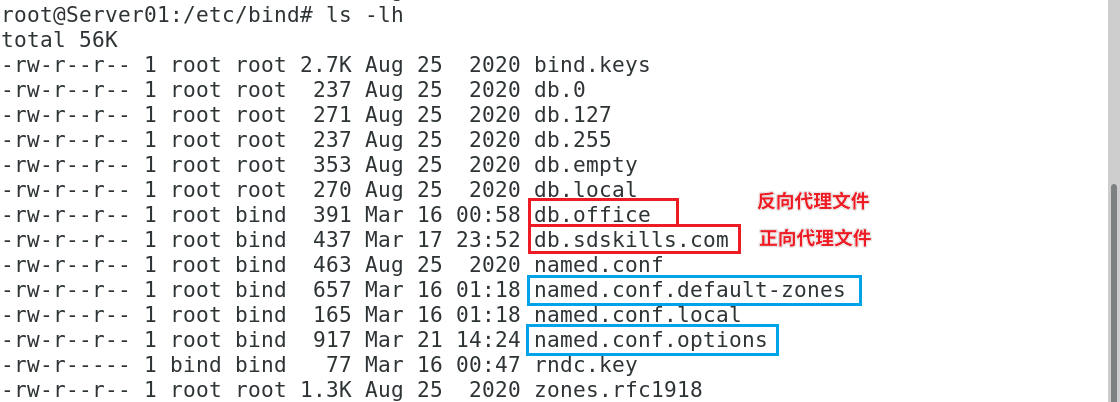 root@Server01:/etc/bind# ls -lh
total 56K
-rw-r--r-- 1 root root 2.7K Aug 25  2020 bind.keys
-rw-r--r-- 1 root root  237 Aug 25  2020 db.0
-rw-r--r-- 1 root root  271 Aug 25  2020 db.127
-rw-r--r-- 1 root root  237 Aug 25  2020 db.255
-rw-r--r-- 1 root root  353 Aug 25  2020 db.empty
-rw-r--r-- 1 root root  270 Aug 25  2020 db.local
反向代理文件
-rw-r--r-- 1 root bind  391 Mar 16 00:58 db.office
-rw-r--r-- 1 root bind  437 Mar 17 23:52 db.sdskills.com 正向代理文件
-rw-r--r-- 1 root bind  463 Aug 25  2020 named.conf
-rw-r--r-- 1 root bind  657 Mar 16 01:18 named.conf.default-zones
-rw-r--r-- 1 root bind  165 Mar 16 01:18 named.conf.local
-rw-r--r-- 1 root bind  917 Mar 21 14:24 named.conf.options
-rw-r----- 1 bind bind   77 Mar 16 00:47 rndc.key
-rw-r--r-- 1 root root 1.3K Aug 25  2020 zones.rfc1918